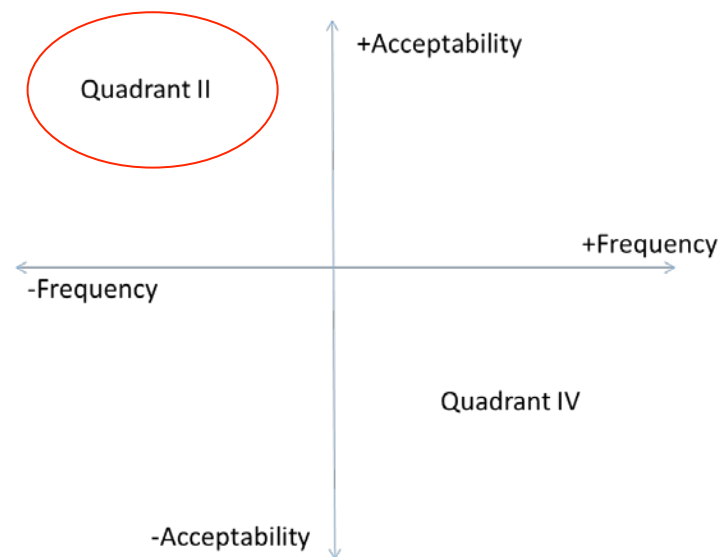 +Acceptability
Quadrant II
+Frequency
-Frequency
Quadrant IV
-Acceptability